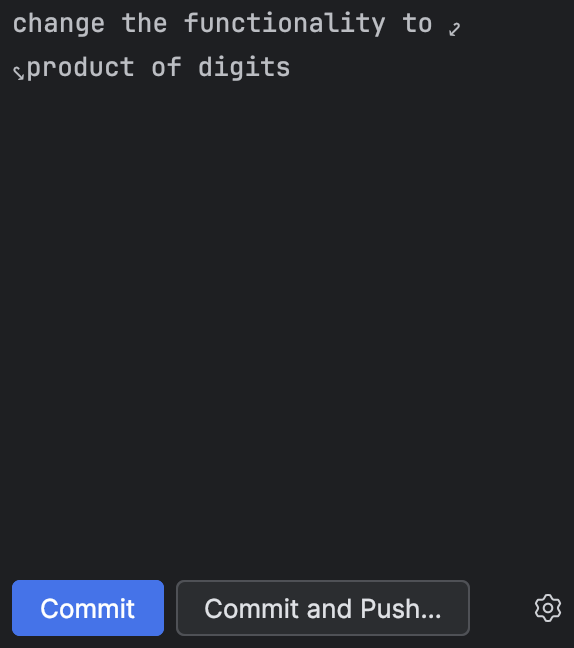 change the functionality to
product of digits
Commit
Commit and Push...